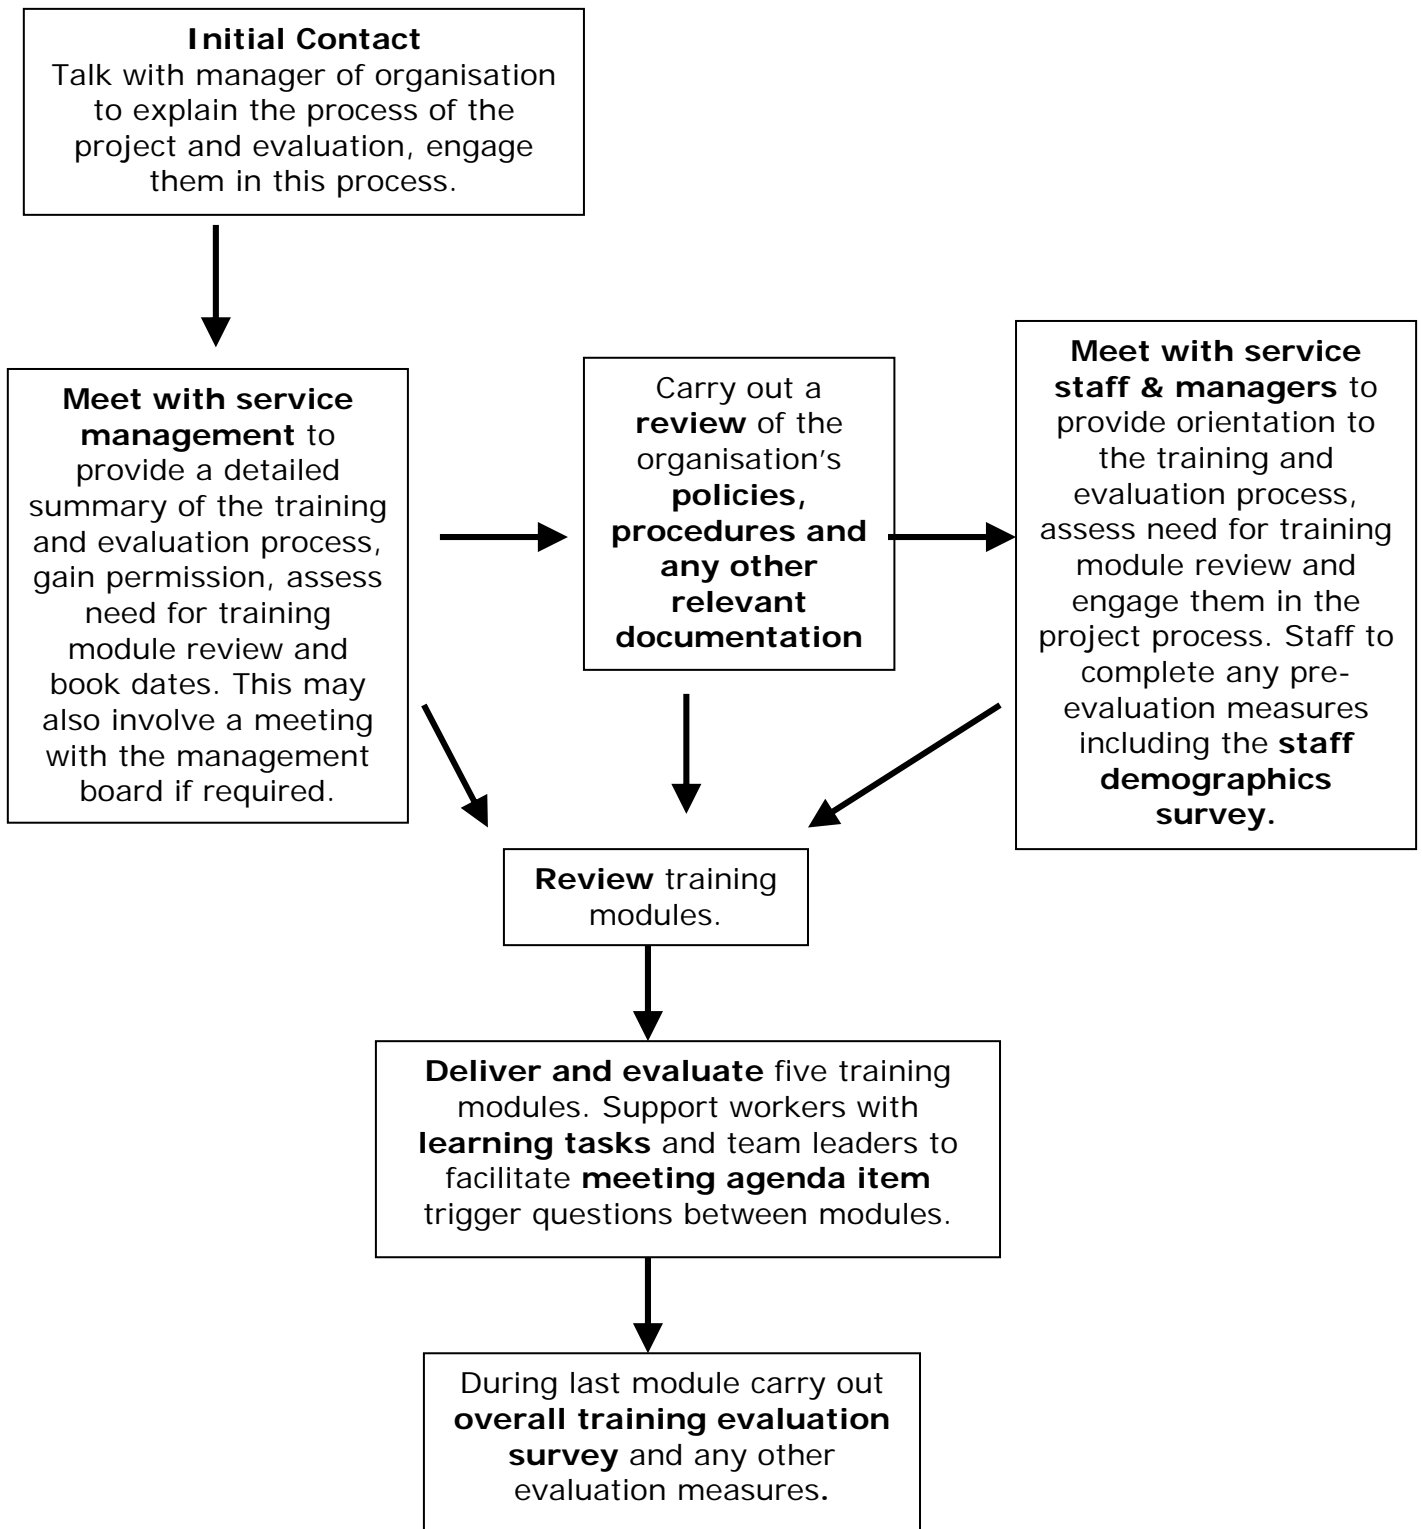 Initial Contact
Talk with manager of organisation
to explain the process of the
project and evaluation, engage
them in this process.
Meet with service
management to
provide a detailed
summary of the training
and evaluation process,
gain permission, assess
need for training
module review and
book dates. This may
also involve a meeting
with the management
board if required.
Carry out a
review of the
organisation's
policies,
procedures and
any other
relevant
documentation
Meet with service
staff & managers to
provide orientation to
the training and
evaluation process,
assess need for training
module review and
engage them in the
project process. Staff to
complete any pre-
evaluation measures
including the staff
demographics
survey.
Review training
modules.
Deliver and evaluate five training
modules. Support workers with
learning tasks and team leaders to
facilitate meeting agenda item
trigger questions between modules.
During last module carry out
overall training evaluation
survey and any other
evaluation measures.